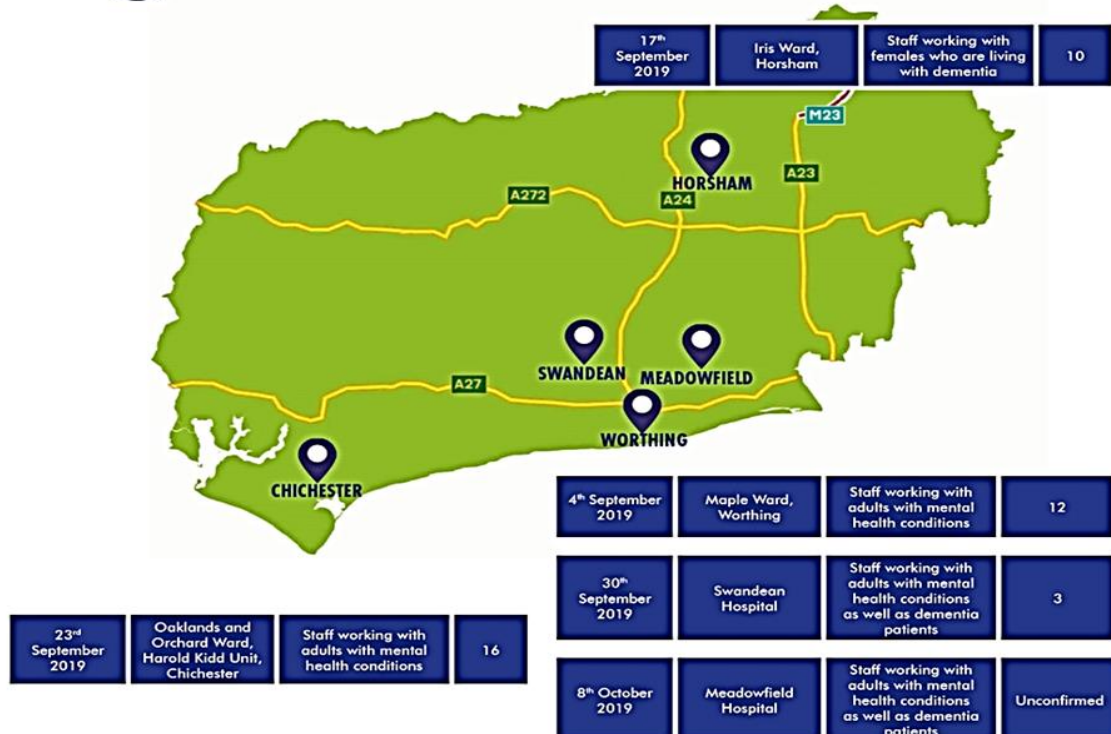 17th
September
2019
Iris Ward,
Horsham
Staff working with
females who are living
with dementia
10
M23
HORSHAM
A23
A272
A24
SWANDEAN
MEADOWFIELD
A27
WORTHING
CHICHESTER
4th September
2019
Maple Ward,
Worthing
Staff working with
adults with mental
health conditions
12
30th
September
2019
Swandean
Hospital
Staff working with
adults with mental
health conditions
as well as dementia
patients
3
23rd
September
2019
Oaklands and
Orchard Ward,
Harold Kidd Unit,
Chichester
Staff working with
adults with mental
health conditions
16
8th October
2019
Meadowfield
Hospital
Staff working with
adults with mental
health conditions
as well as dementia
patients
Unconfirmed